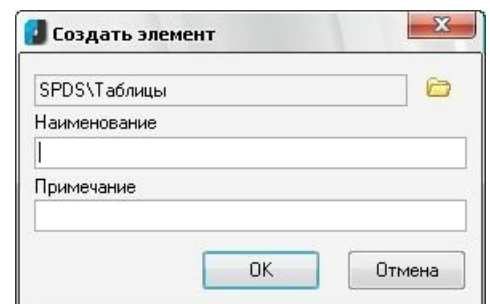 Создать элемент
SPDS\Таблицы
Наименование
Примечание
OK
Отмена